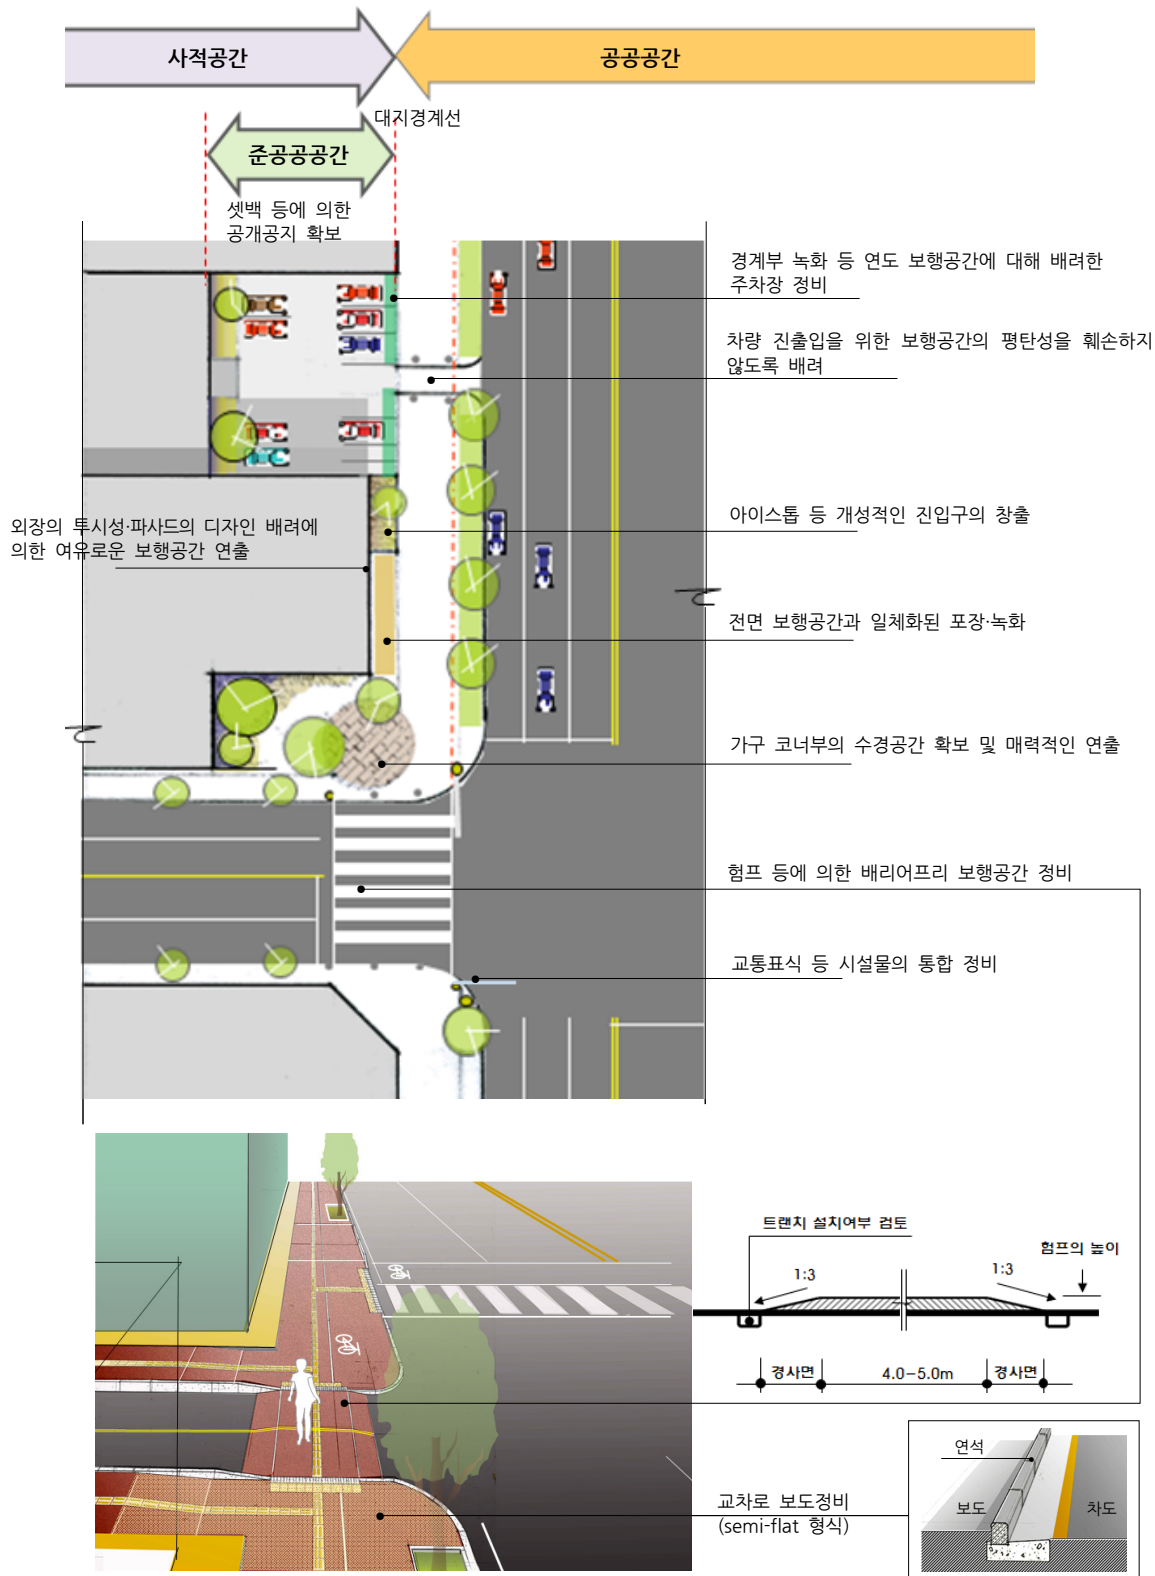 사적공간
공공공간
대지경계선
준공공공간
셋백 등에 의한
공개공지 확보
경계부 녹화 등 연도 보행공간에 대해 배려한
주차장 정비
차량 진출입을 위한 보행공간의 평탄성을 훼손하지
않도록 배려
외장의 투시성·파사드의 디자인 배려에
의한 여유로운 보행공간 연출
아이스톱 등 개성적인 진입구의 창출
전면 보행공간과 일체화된 포장·녹화
가구 코너부의 수경공간 확보 및 매력적인 연출
험프 등에 의한 배리어프리 보행공간 정비
교통표식 등 시설물의 통합 정비
트랜치 설치여부 검토
험프의 높이
1:3
1:3
경사면
4.0-5.0m
경사면
교차로 보도정비
(semi-flat 형식)
연석
보도
차도